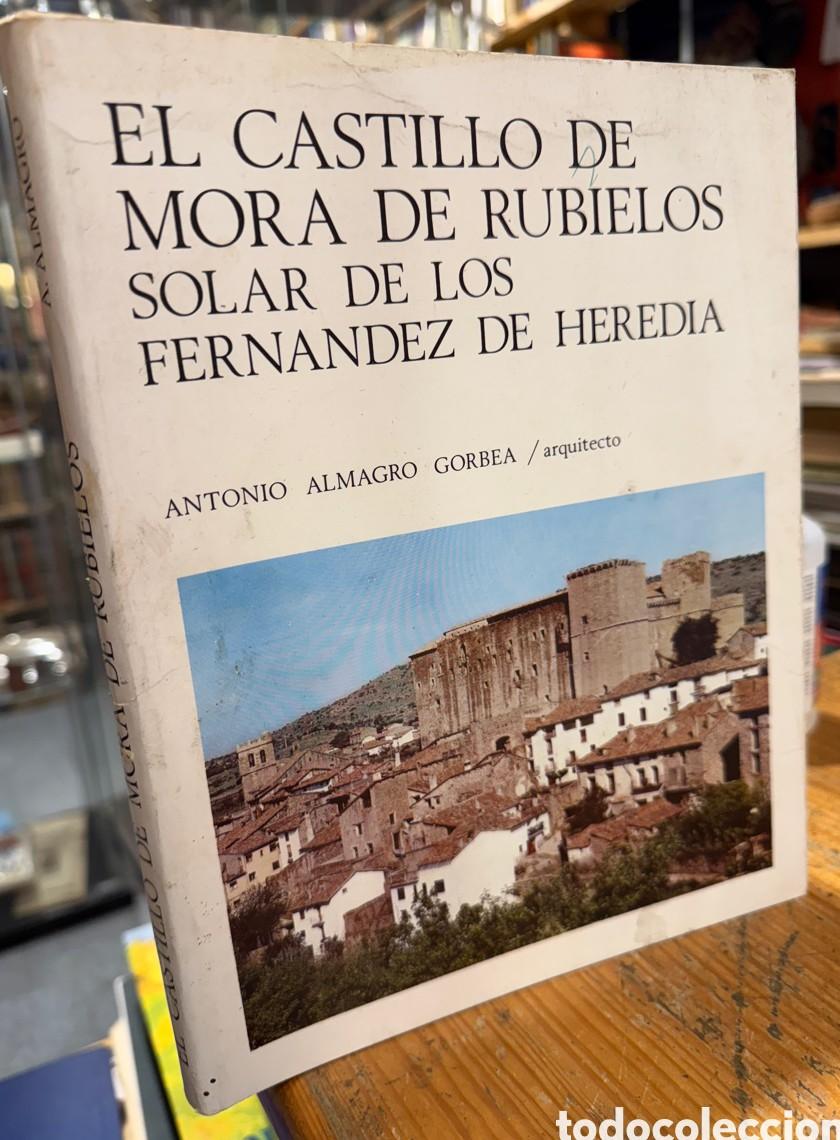 EL CASTILLO DE
MORA DE RUBIELOS
SOLAR DE LOS
FERNANDEZ DE HEREDIA
ANTONIO ALMAGRO GORBEA / arquitecto
A. ALMAGRO
EL CASTILLO DE MORA DE RUBIELOS
todocoleccion